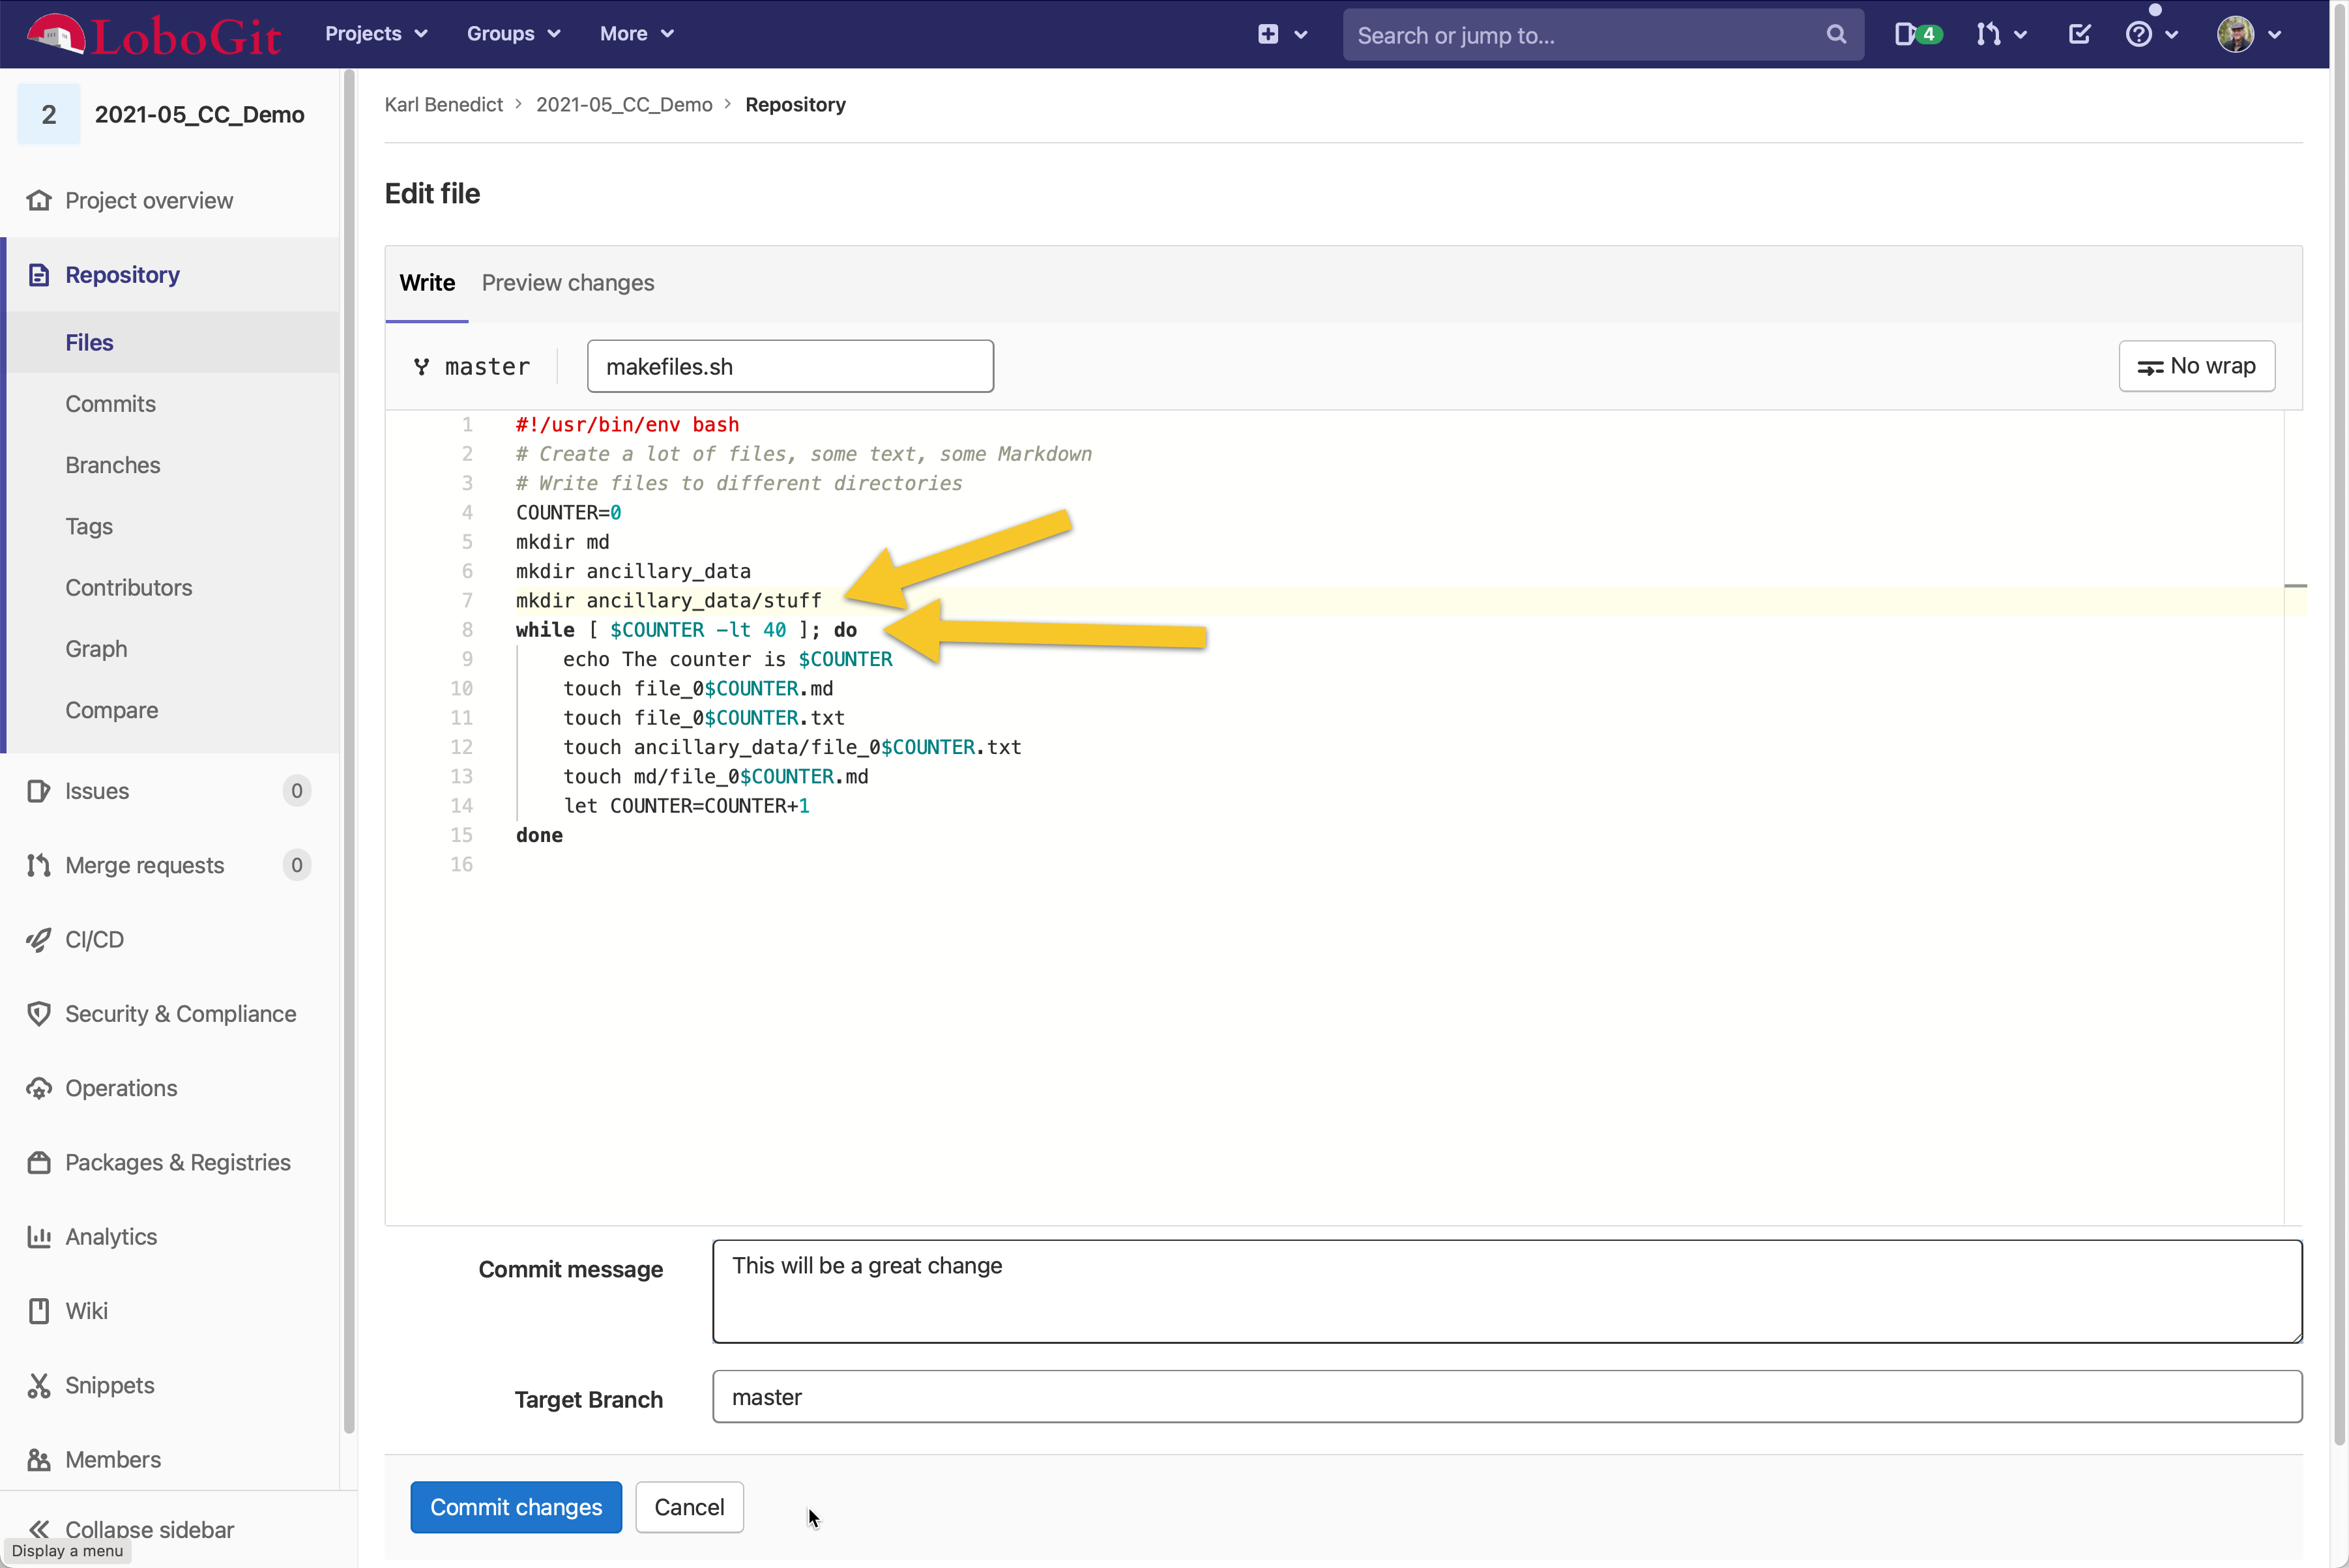 LoboGit Projects Groups More Search or jump to... 4
2 2021-05_CC_Demo
Project overview
Repository
Files
Commits
Branches
Tags
Contributors
Graph
Compare
Issues 0
Merge requests 0
CI/CD
Security & Compliance
Operations
Packages & Registries
Analytics
Wiki
Snippets
Members
Collapse sidebar
Display a menu
Karl Benedict > 2021-05_CC_Demo > Repository
Edit file
Write Preview changes
master makefiles.sh No wrap
1 #!/usr/bin/env bash
2 # Create a lot of files, some text, some Markdown
3 # Write files to different directories
4 COUNTER=0
5 mkdir md
6 mkdir ancillary_data
7 mkdir ancillary_data/stuff
8 while [ $COUNTER -lt 40 ]; do
9 echo The counter is $COUNTER
10 touch file_0$COUNTER.md
11 touch file_0$COUNTER.txt
12 touch ancillary_data/file_0$COUNTER.txt
13 touch md/file_0$COUNTER.md
14 let COUNTER=COUNTER+1
15 done
16
Commit message This will be a great change
Target Branch master
Commit changes Cancel